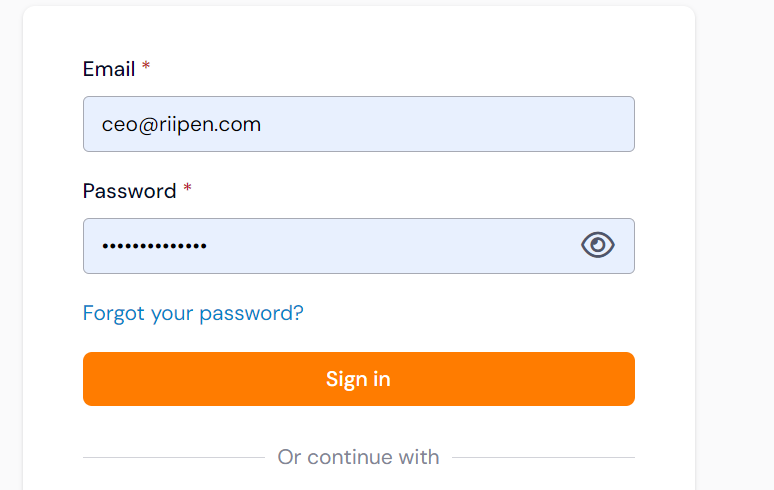 Email *
ceo@riipen.com
Password *
••••••••••••••
Forgot your password?
Sign in
Or continue with